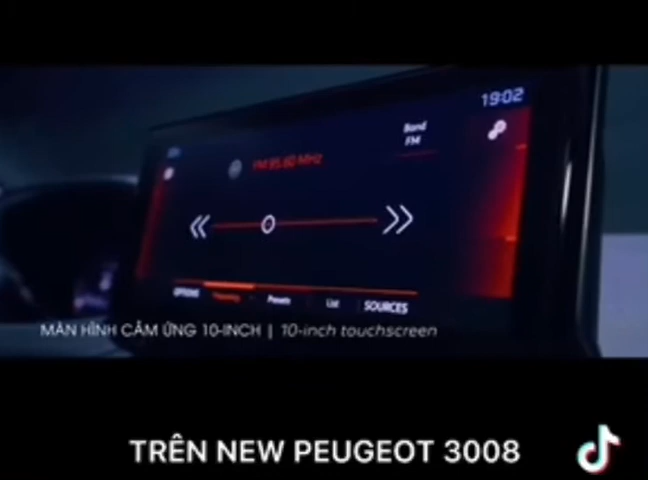 19:02
Band
FM
FM 95.60 MHz
OPTIONS
Presets
List
SOURCES
MÀN HÌNH CẢM ỨNG 10-INCH | 10-inch touchscreen
TRÊN NEW PEUGEOT 3008